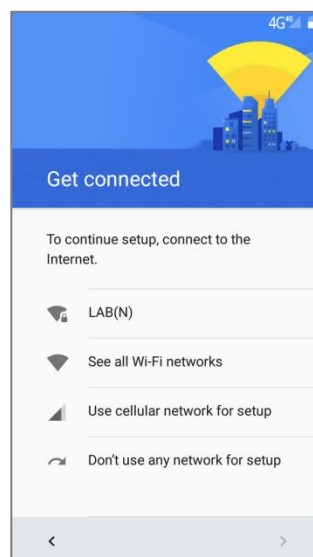 4G 4G
Get connected
To continue setup, connect to the
Internet.
LAB(N)
See all Wi-Fi networks
Use cellular network for setup
Don't use any network for setup